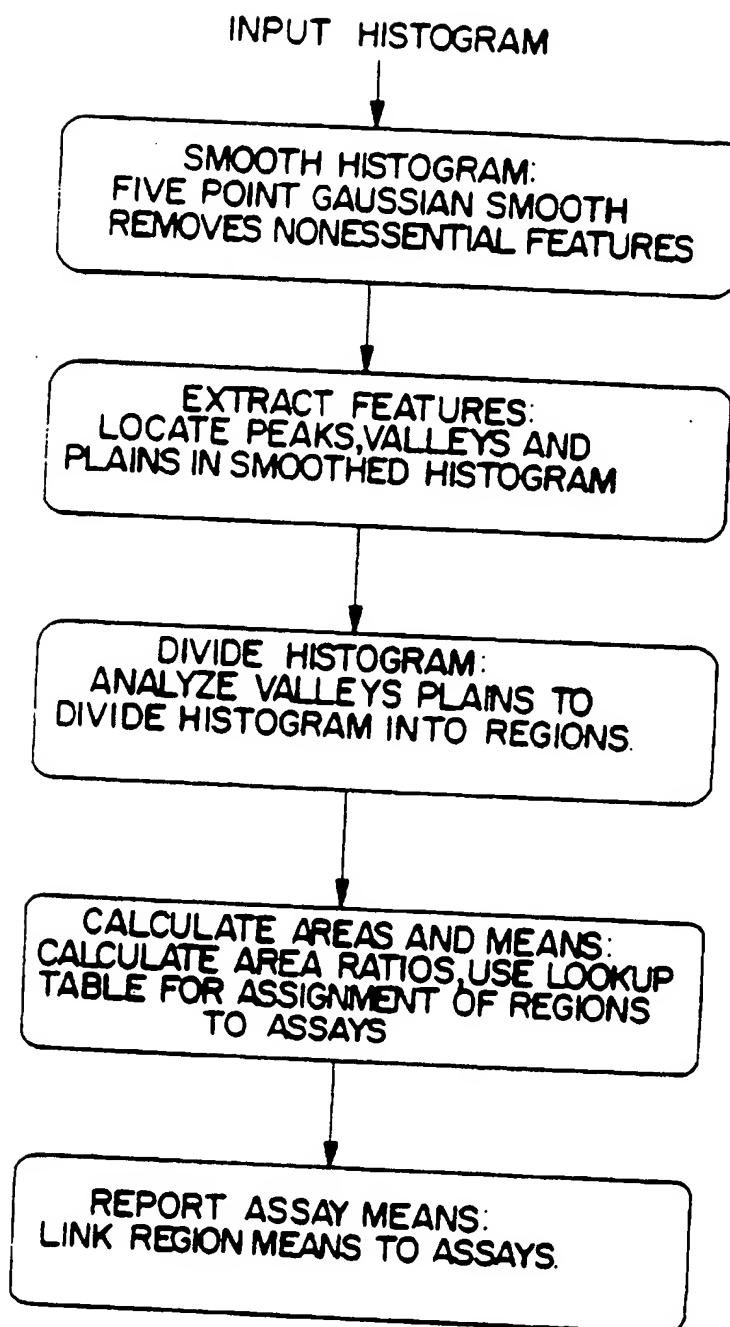 INPUT HISTOGRAM
SMOOTH HISTOGRAM:
FIVE POINT GAUSSIAN SMOOTH
REMOVES NONESSENTIAL FEATURES
EXTRACT FEATURES:
LOCATE PEAKS,VALLEYS AND
PLAINS IN SMOOTHED HISTOGRAM
DIVIDE HISTOGRAM:
ANALYZE VALLEYS PLAINS TO
DIVIDE HISTOGRAM INTO REGIONS.
CALCULATE AREAS AND MEANS:
CALCULATE AREA RATIOS,USE LOOKUP
TABLE FOR ASSIGNMENT OF REGIONS
TO ASSAYS
REPORT ASSAY MEANS:
LINK REGION MEANS TO ASSAYS.